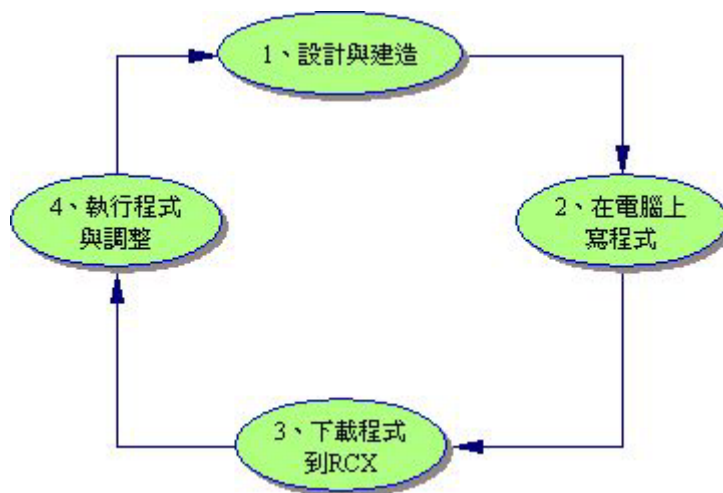 1、設計與建造
2、在電腦上
寫程式
3、下載程式
到RCX
4、執行程式
與調整